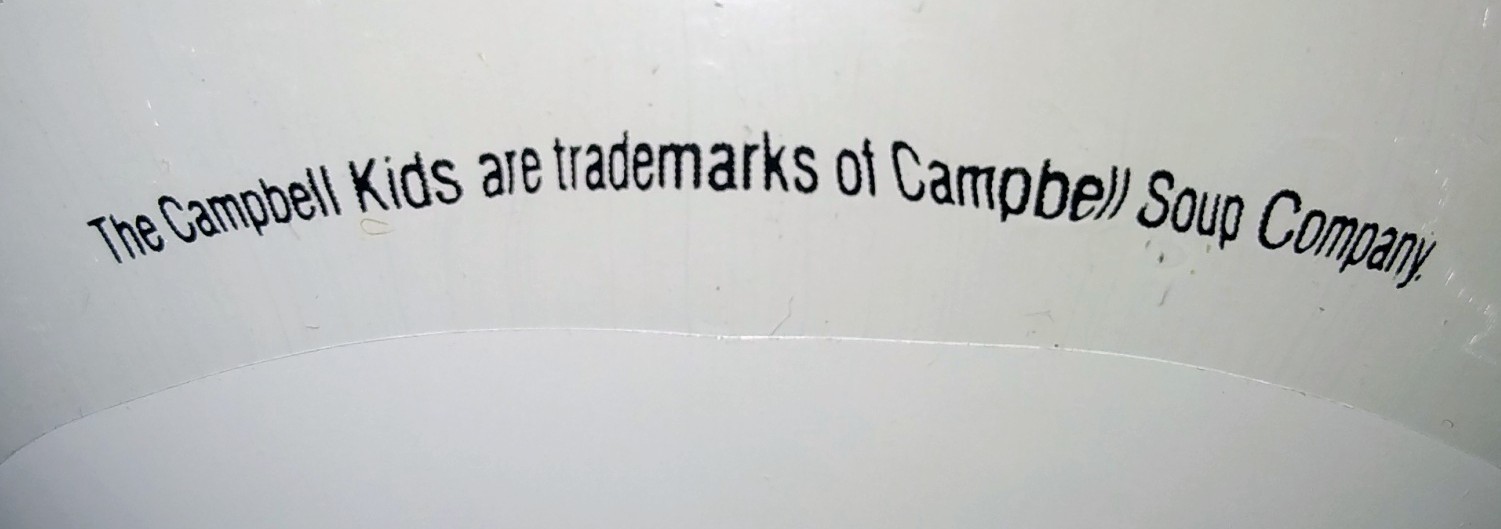 The Campbell Kids are trademarks of Campbell Soup Company.